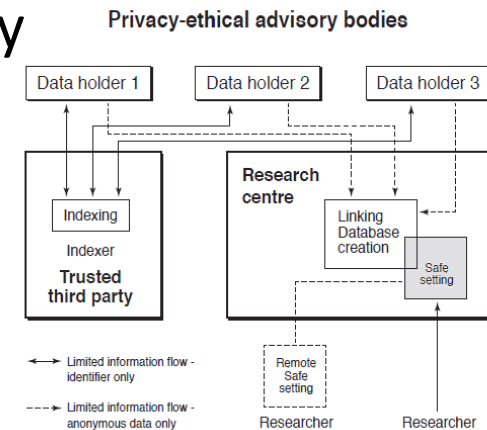 y
Privacy-ethical advisory bodies
Data holder 1
Data holder 2
Data holder 3
Indexing
Indexer
Trusted
third party
Research
centre
Linking
Database
creation
Safe
setting
Limited information flow -
identifier only
Limited information flow -
anonymous data only
Remote
Safe
setting
Researcher
Researcher